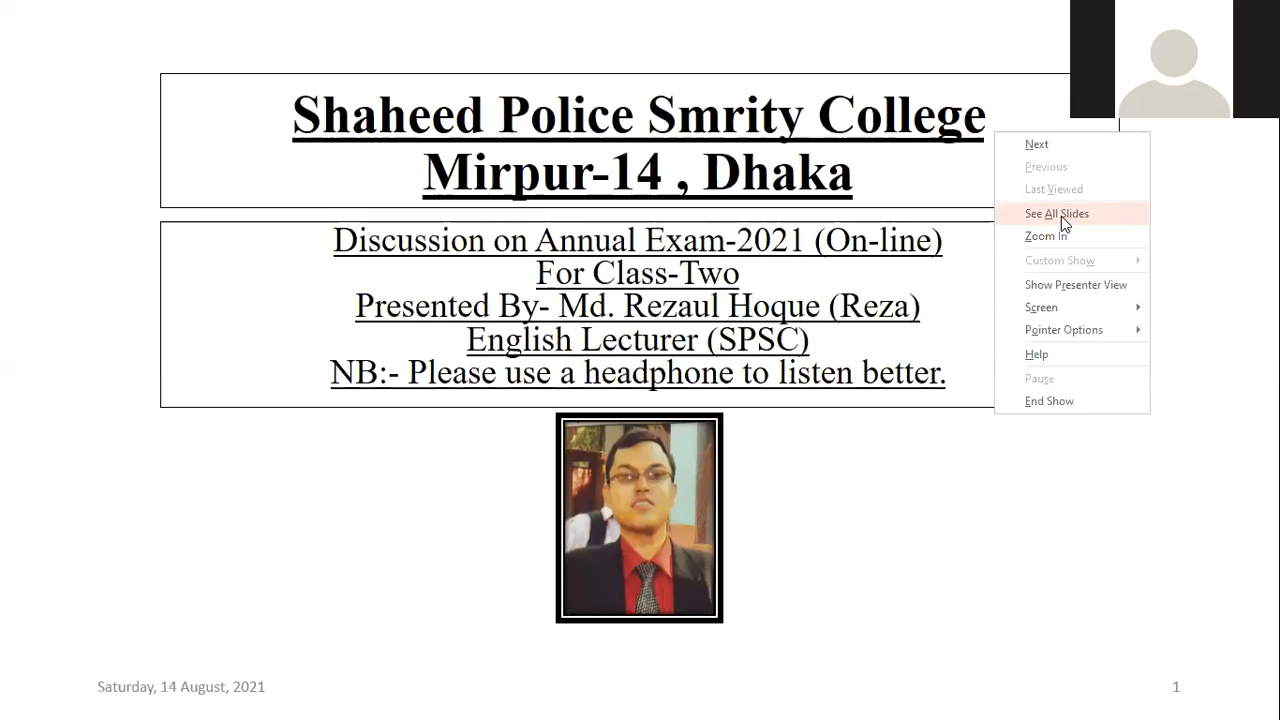 Shaheed Police Smrity College
Mirpur-14 , Dhaka
Discussion on Annual Exam-2021 (On-line)
For Class-Two
Presented By- Md. Rezaul Hoque (Reza)
English Lecturer (SPSC)
NB:- Please use a headphone to listen better.
Next
Previous
Last Viewed
See All Slides
Zoom In
Custom Show
Show Presenter View
Screen
Pointer Options
Help
Pause
End Show
Saturday, 14 August, 2021
1